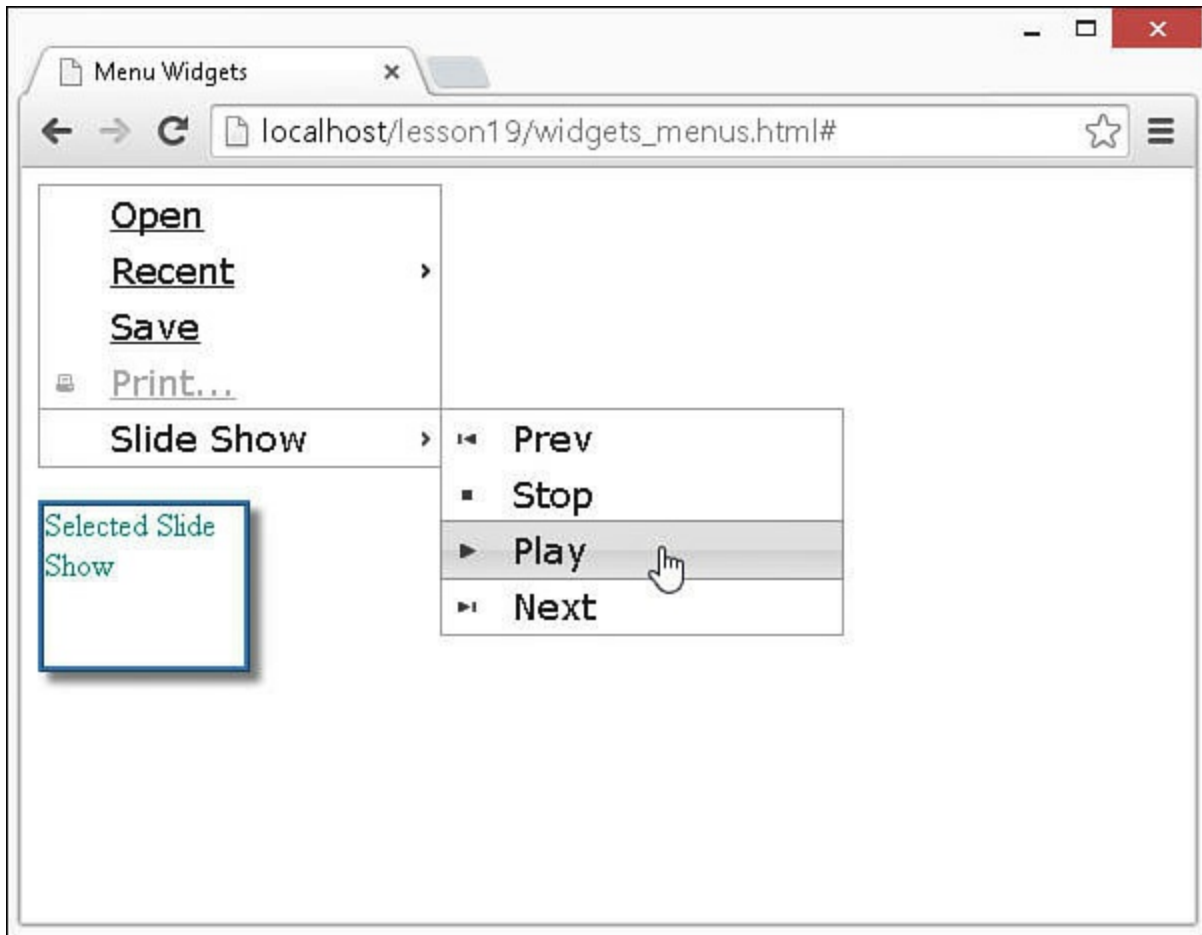 Menu Widgets
localhost/lesson19/widgets_menus.html#
Open
Recent
Save
Print...
Slide Show
Prev
Stop
Play
Next
Selected Slide
Show